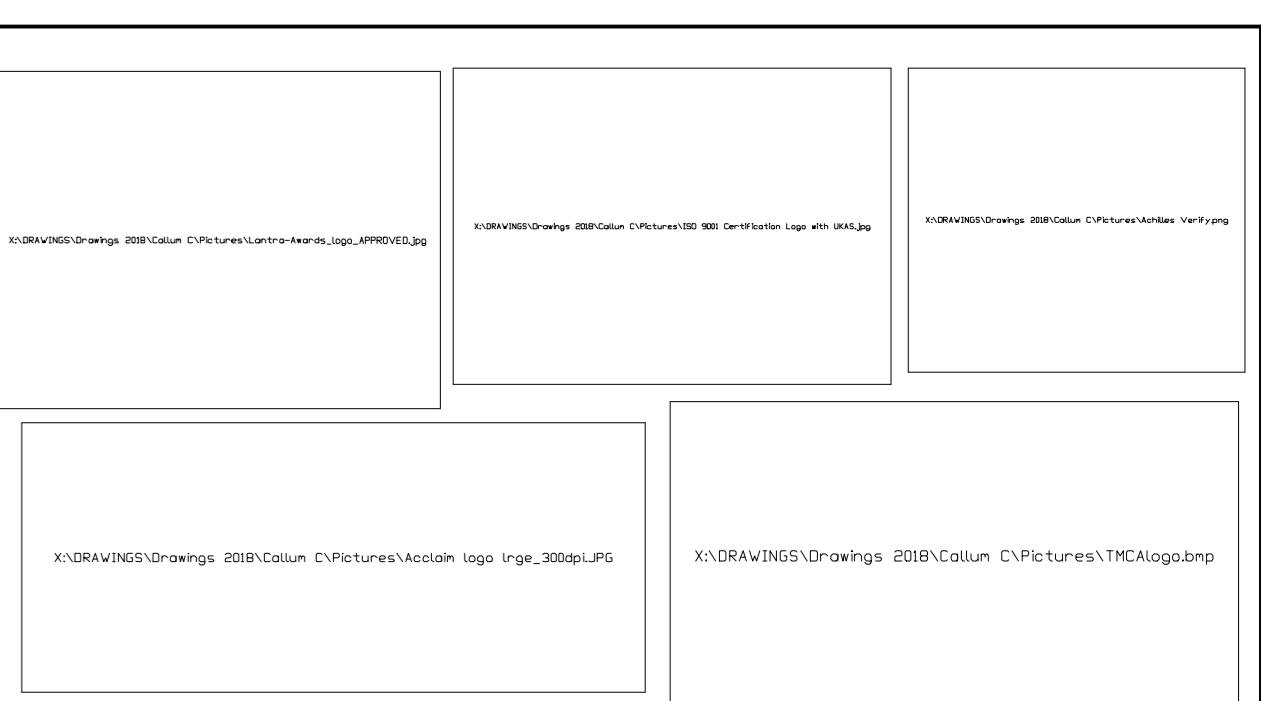 X:\DRAWINGS\Drawings 2018\Callum C\Pictures\Lantra-Awards_logo_APPROVED.jpg
X:\DRAWINGS\Drawings 2018\Callum C\Pictures\ISO 9001 Certification Logo with UKAS.jpg
X:\DRAWINGS\Drawings 2018\Callum C\Pictures\Achilles Verify.png
X:\DRAWINGS\Drawings 2018\Callum C\Pictures\Acclaim logo lrge_300dpi.JPG
X:\DRAWINGS\Drawings 2018\Callum C\Pictures\TMCAlogo.bmp